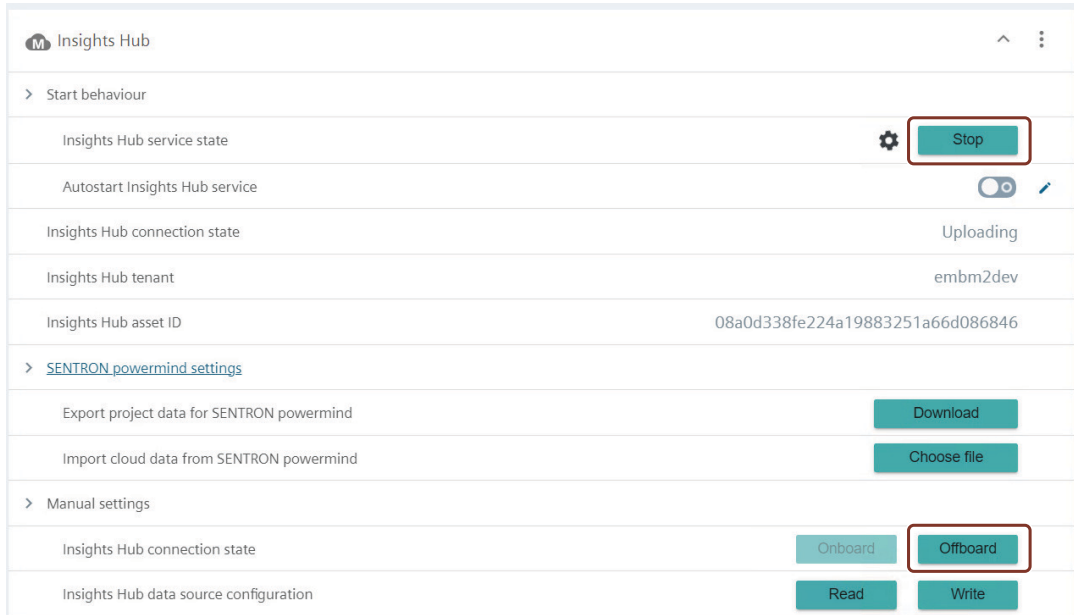 M Insights Hub
Start behaviour
Insights Hub service state Stop
Autostart Insights Hub service
Insights Hub connection state Uploading
Insights Hub tenant embm2dev
Insights Hub asset ID 08a0d338fe224a19883251a66d086846
SENTRON powermind settings
Export project data for SENTRON powermind Download
Import cloud data from SENTRON powermind Choose file
Manual settings
Insights Hub connection state Onboard Offboard
Insights Hub data source configuration Read Write